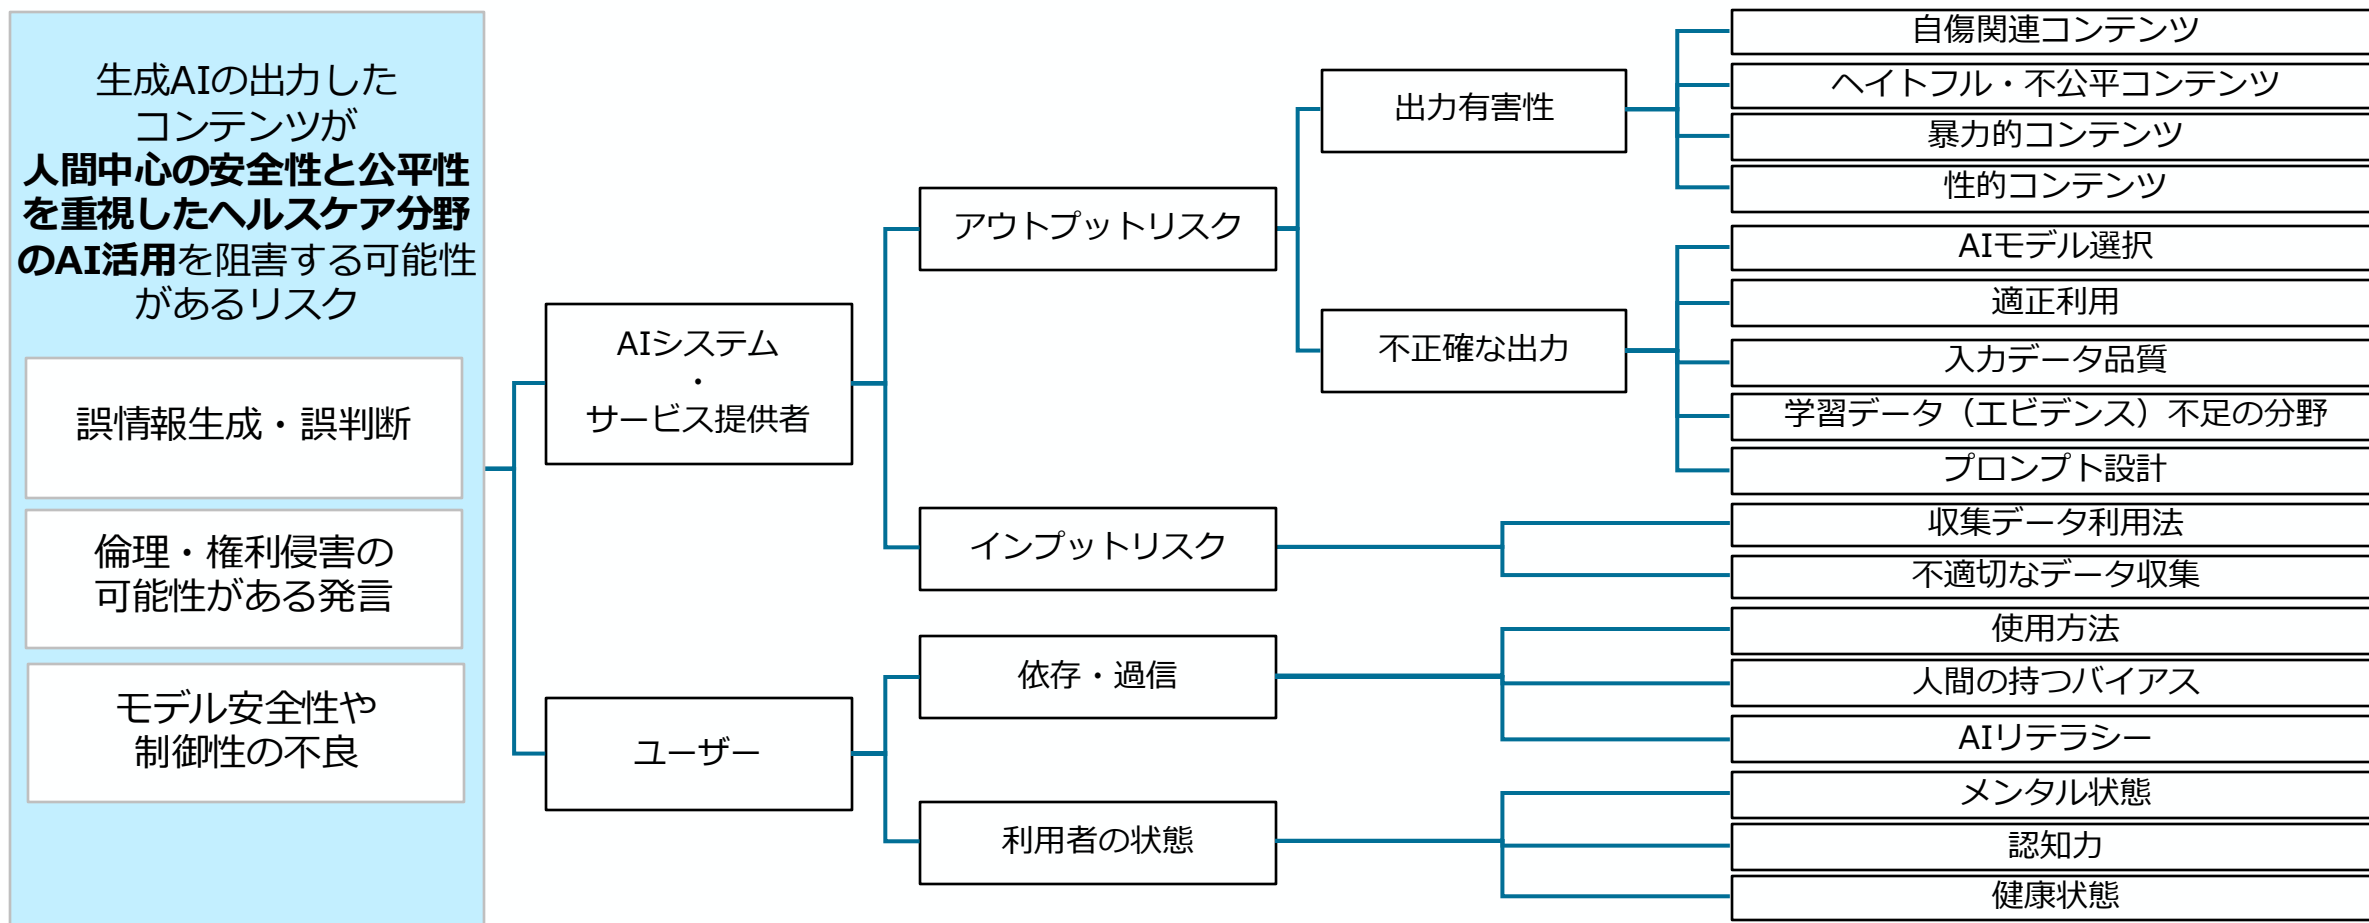 生成AIの出力した
コンテンツが
人間中心の安全性と公平性
を重視したヘルスケア分野
のAI活用を阻害する可能性
があるリスク
誤情報生成・誤判断
倫理・権利侵害の
可能性がある発言
モデル安全性や
制御性の不良
AIシステム
・
サービス提供者
ユーザー
アウトプットリスク
インプットリスク
依存・過信
利用者の状態
出力有害性
不正確な出力
自傷関連コンテンツ
ヘイトフル・不公平コンテンツ
暴力的コンテンツ
性的コンテンツ
AIモデル選択
適正利用
入力データ品質
学習データ（エビデンス）不足の分野
プロンプト設計
収集データ利用法
不適切なデータ収集
使用方法
人間の持つバイアス
AIリテラシー
メンタル状態
認知力
健康状態